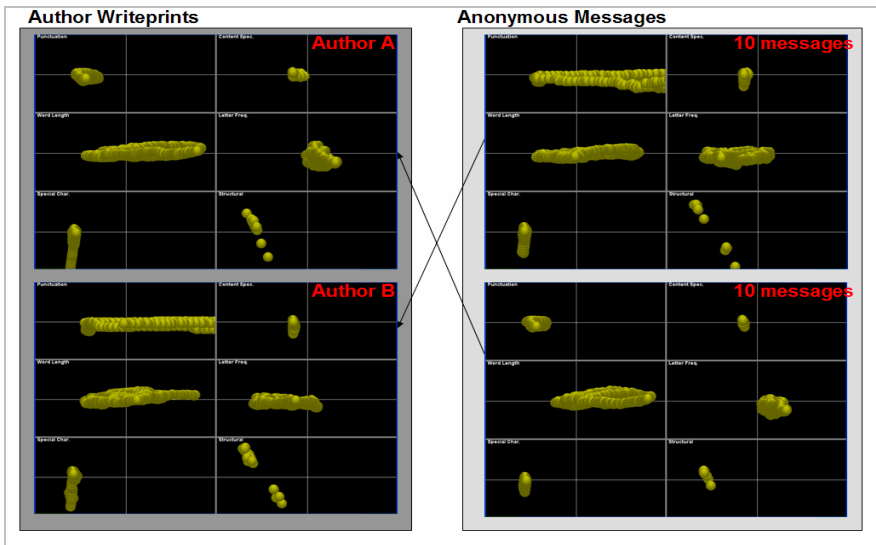 Author Writeprints
Anonymous Messages
Punctuation
Content Spec.
Author A
Word Length
Letter Freq.
Special Char.
Structural
Punctuation
Content Spec.
Author B
Word Length
Letter Freq.
Special Char.
Structural
Punctuation
Content Spec.
10 messages
Word Length
Letter Freq.
Special Char.
Structural
Punctuation
Content Spec.
10 messages
Word Length
Letter Freq.
Special Char.
Structural